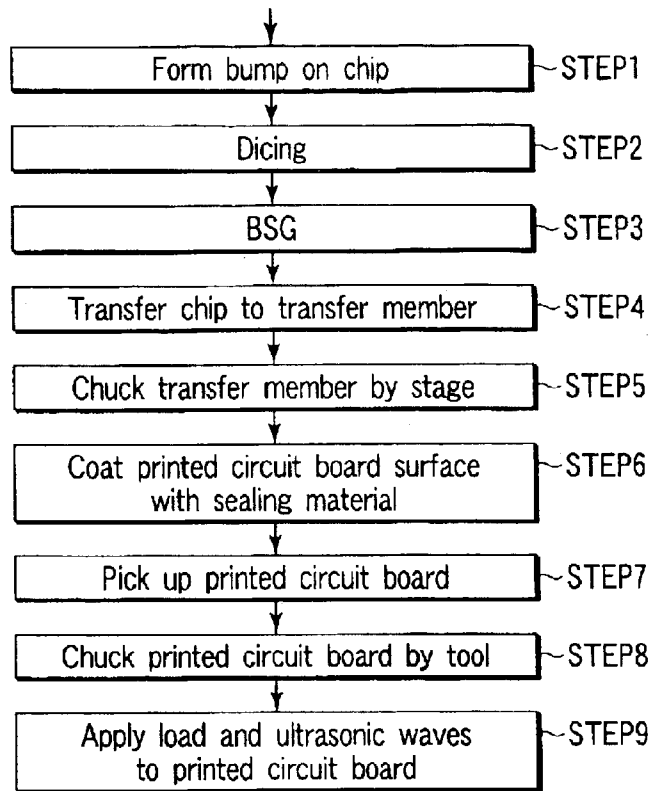 Form bump on chip STEP1
Dicing STEP2
BSG STEP3
Transfer chip to transfer member STEP4
Chuck transfer member by stage STEP5
Coat printed circuit board surface STEP6
with sealing material
Pick up printed circuit board STEP7
Chuck printed circuit board by tool STEP8
Apply load and ultrasonic waves STEP9
to printed circuit board